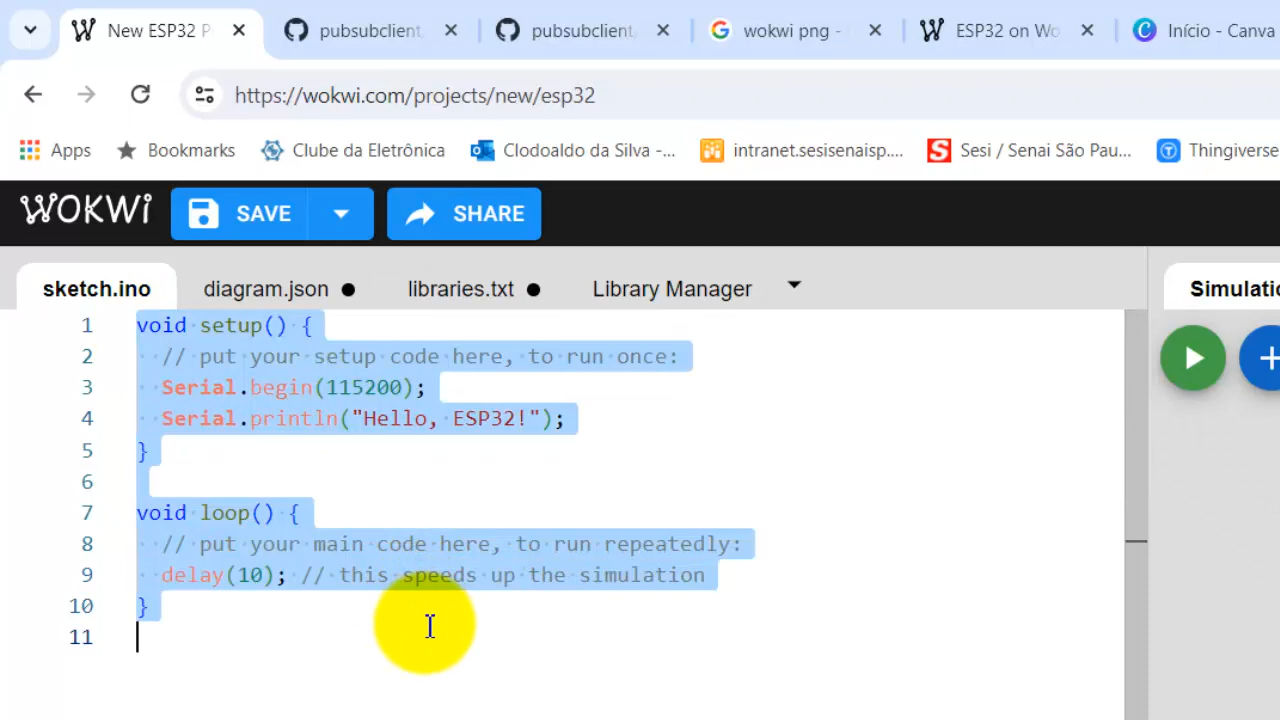 New ESP32 P
pubsubclient
pubsubclient
wokwi png -
ESP32 on Wo
Início - Canva
https://wokwi.com/projects/new/esp32
Apps
Bookmarks
Clube da Eletrônica
Clodoaldo da Silva -...
intranet.sesisenaisp....
Sesi / Senai São Pau...
Thingiverse
WOKWi
SAVE
SHARE
sketch.ino
diagram.json
libraries.txt
Library Manager
Simulatio
1 void setup() {
2 // put your setup code here, to run once:
3 Serial.begin(115200);
4 Serial.println("Hello, ESP32!");
5 }
6
7 void loop() {
8 // put your main code here, to run repeatedly:
9 delay(10); // this speeds up the simulation
10 }
11